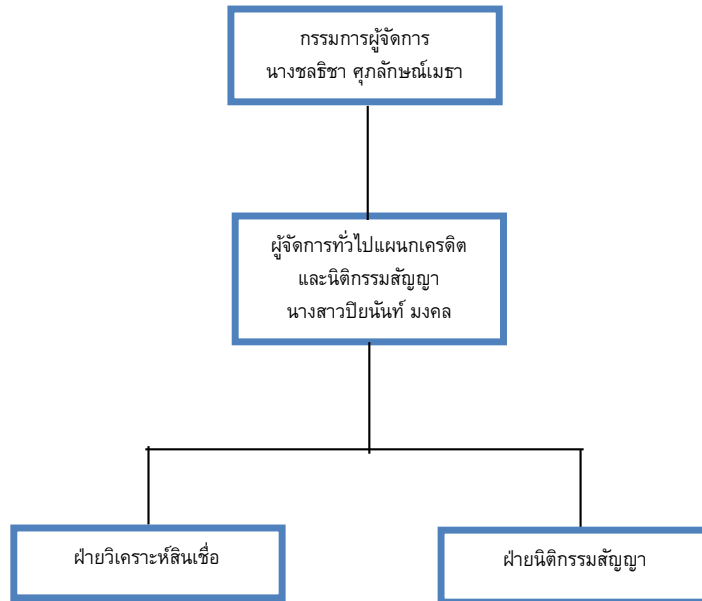 กรรมการผู้จัดการ
นางชลธิชา ศุภลักษณ์เมธา
ผู้จัดการทั่วไปแผนกเครดิต
และนิติกรรมสัญญา
นางสาวปิยนันท์ มงคล
ฝ่ายวิเคราะห์สินเชื่อ
ฝ่ายนิติกรรมสัญญา